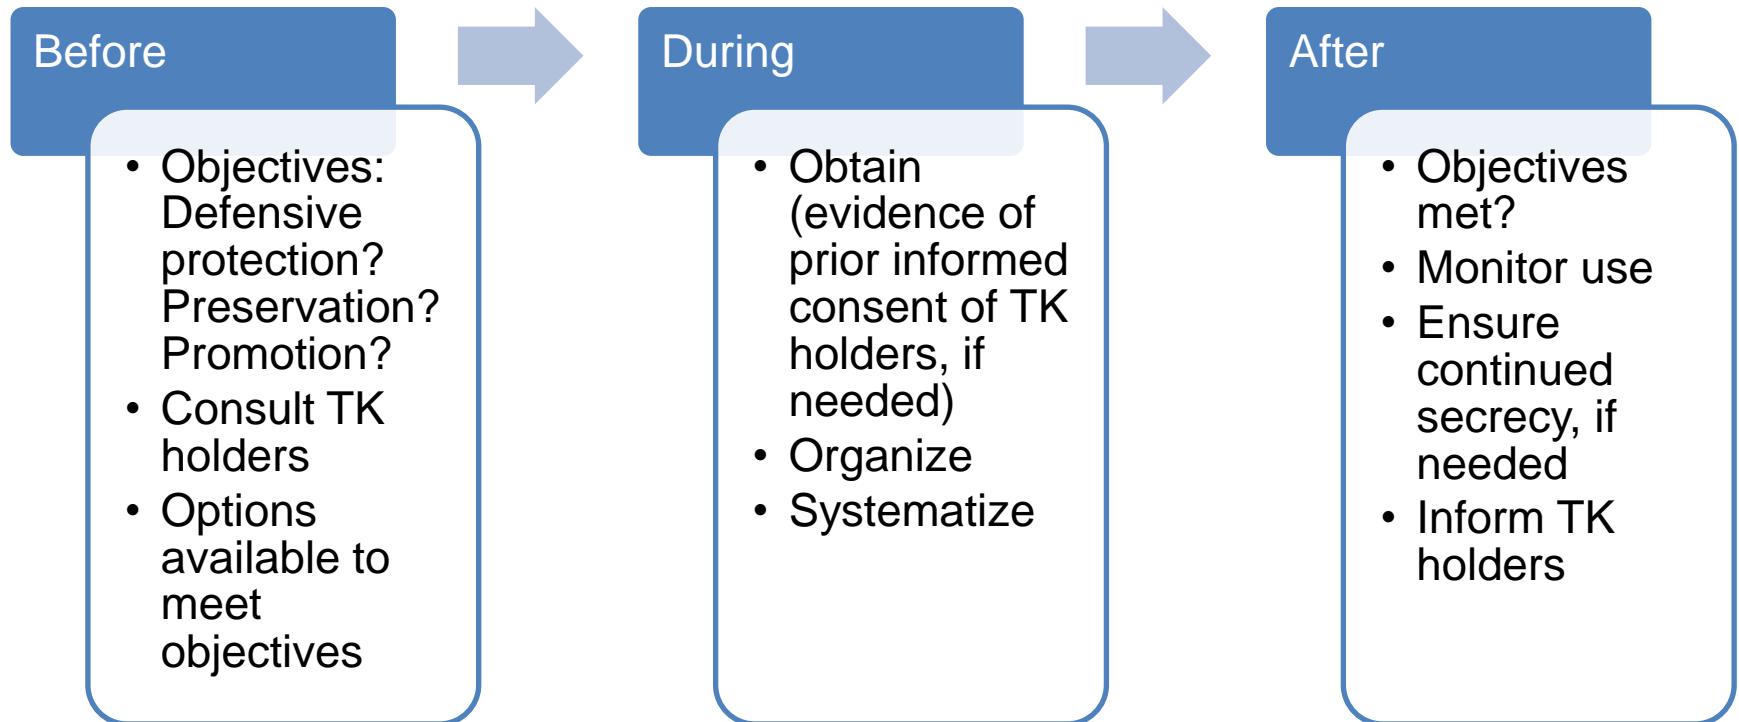 Before
• Objectives:
Defensive
protection?
Preservation?
Promotion?
• Consult TK
holders
• Options
available to
meet
objectives
During
• Obtain
(evidence of
prior informed
consent of TK
holders, if
needed)
• Organize
• Systematize
After
• Objectives
met?
• Monitor use
• Ensure
continued
secrecy, if
needed
• Inform TK
holders